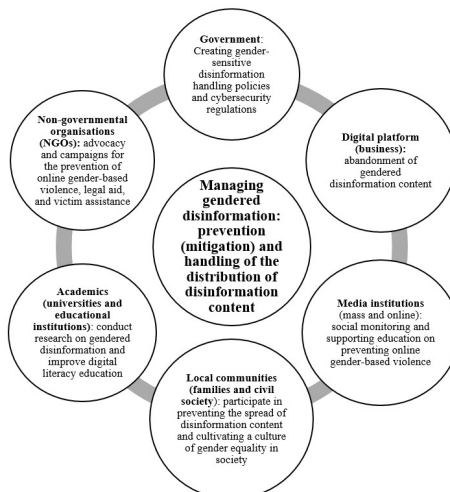 Government:
Creating gender-
sensitive
disinformation
handling policies
and cybersecurity
regulations
Digital platform
(business):
abandonment of
gendered
disinformation content
Media institutions
(mass and online):
social monitoring and
supporting education on
preventing online
gender-based violence
Local communities
(families and civil
society): participate in
preventing the spread of
disinformation content
and cultivating a culture
of gender equality in
society
Academics
(universities and
educational
institutions): conduct
research on gendered
disinformation and
improve digital
literacy education
Non-governmental
organisations
(NGOs): advocacy
and campaigns for
the prevention of
online gender-based
violence, legal aid,
and victim assistance
Managing
gendered
disinformation:
prevention
(mitigation) and
handling of the
distribution of
disinformation
content